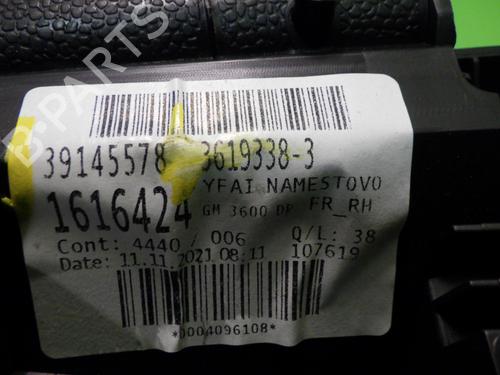 39145578 3619338-3
1616424 YFAI NAMESTOVO
GM 3600 DP FR_RH
Cont: 4440 / 006 Q/L: 38
Date: 11.11.2021 08:11 107619
*0004096108*
B-PARTS